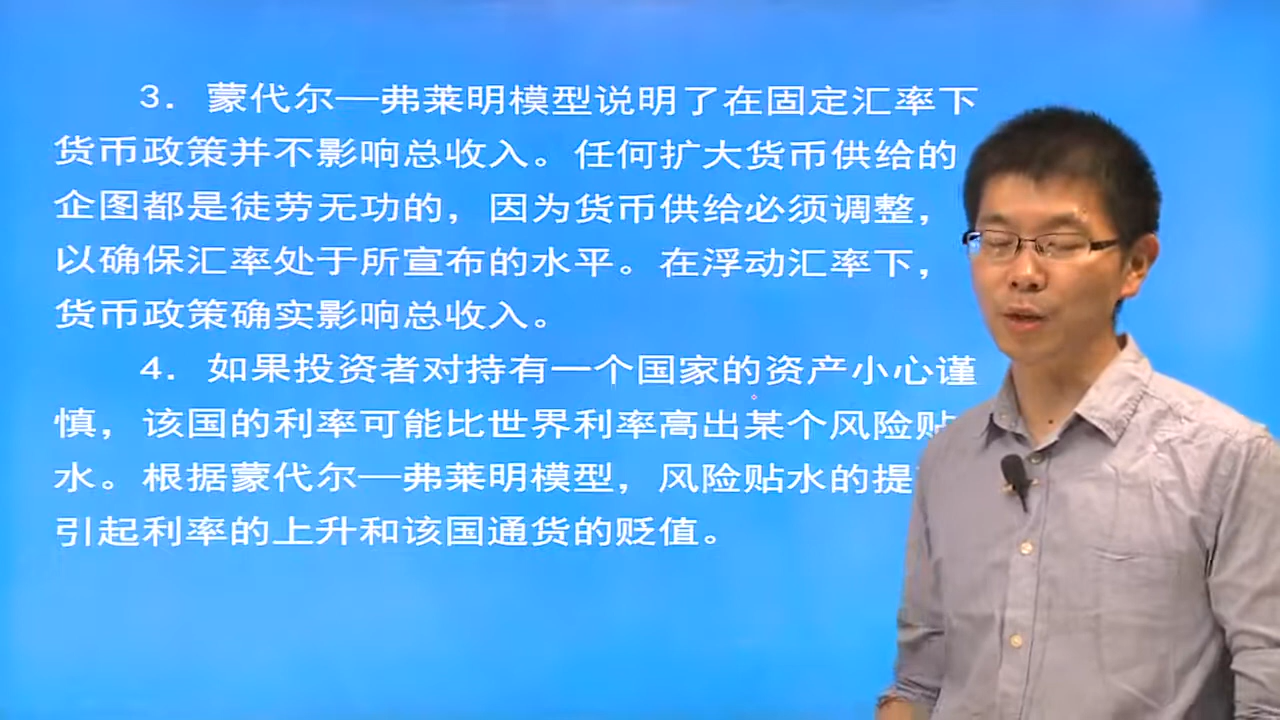 3. 蒙代尔—弗莱明模型说明了在固定汇率下
货币政策并不影响总收入。任何扩大货币供给的
企图都是徒劳无功的，因为货币供给必须调整，
以确保汇率处于所宣布的水平。在浮动汇率下，
货币政策确实影响总收入。
4. 如果投资者对持有一个国家的资产小心谨
慎，该国的利率可能比世界利率高出某个风险贴
水。根据蒙代尔—弗莱明模型，风险贴水的提
引起利率的上升和该国通货的贬值。